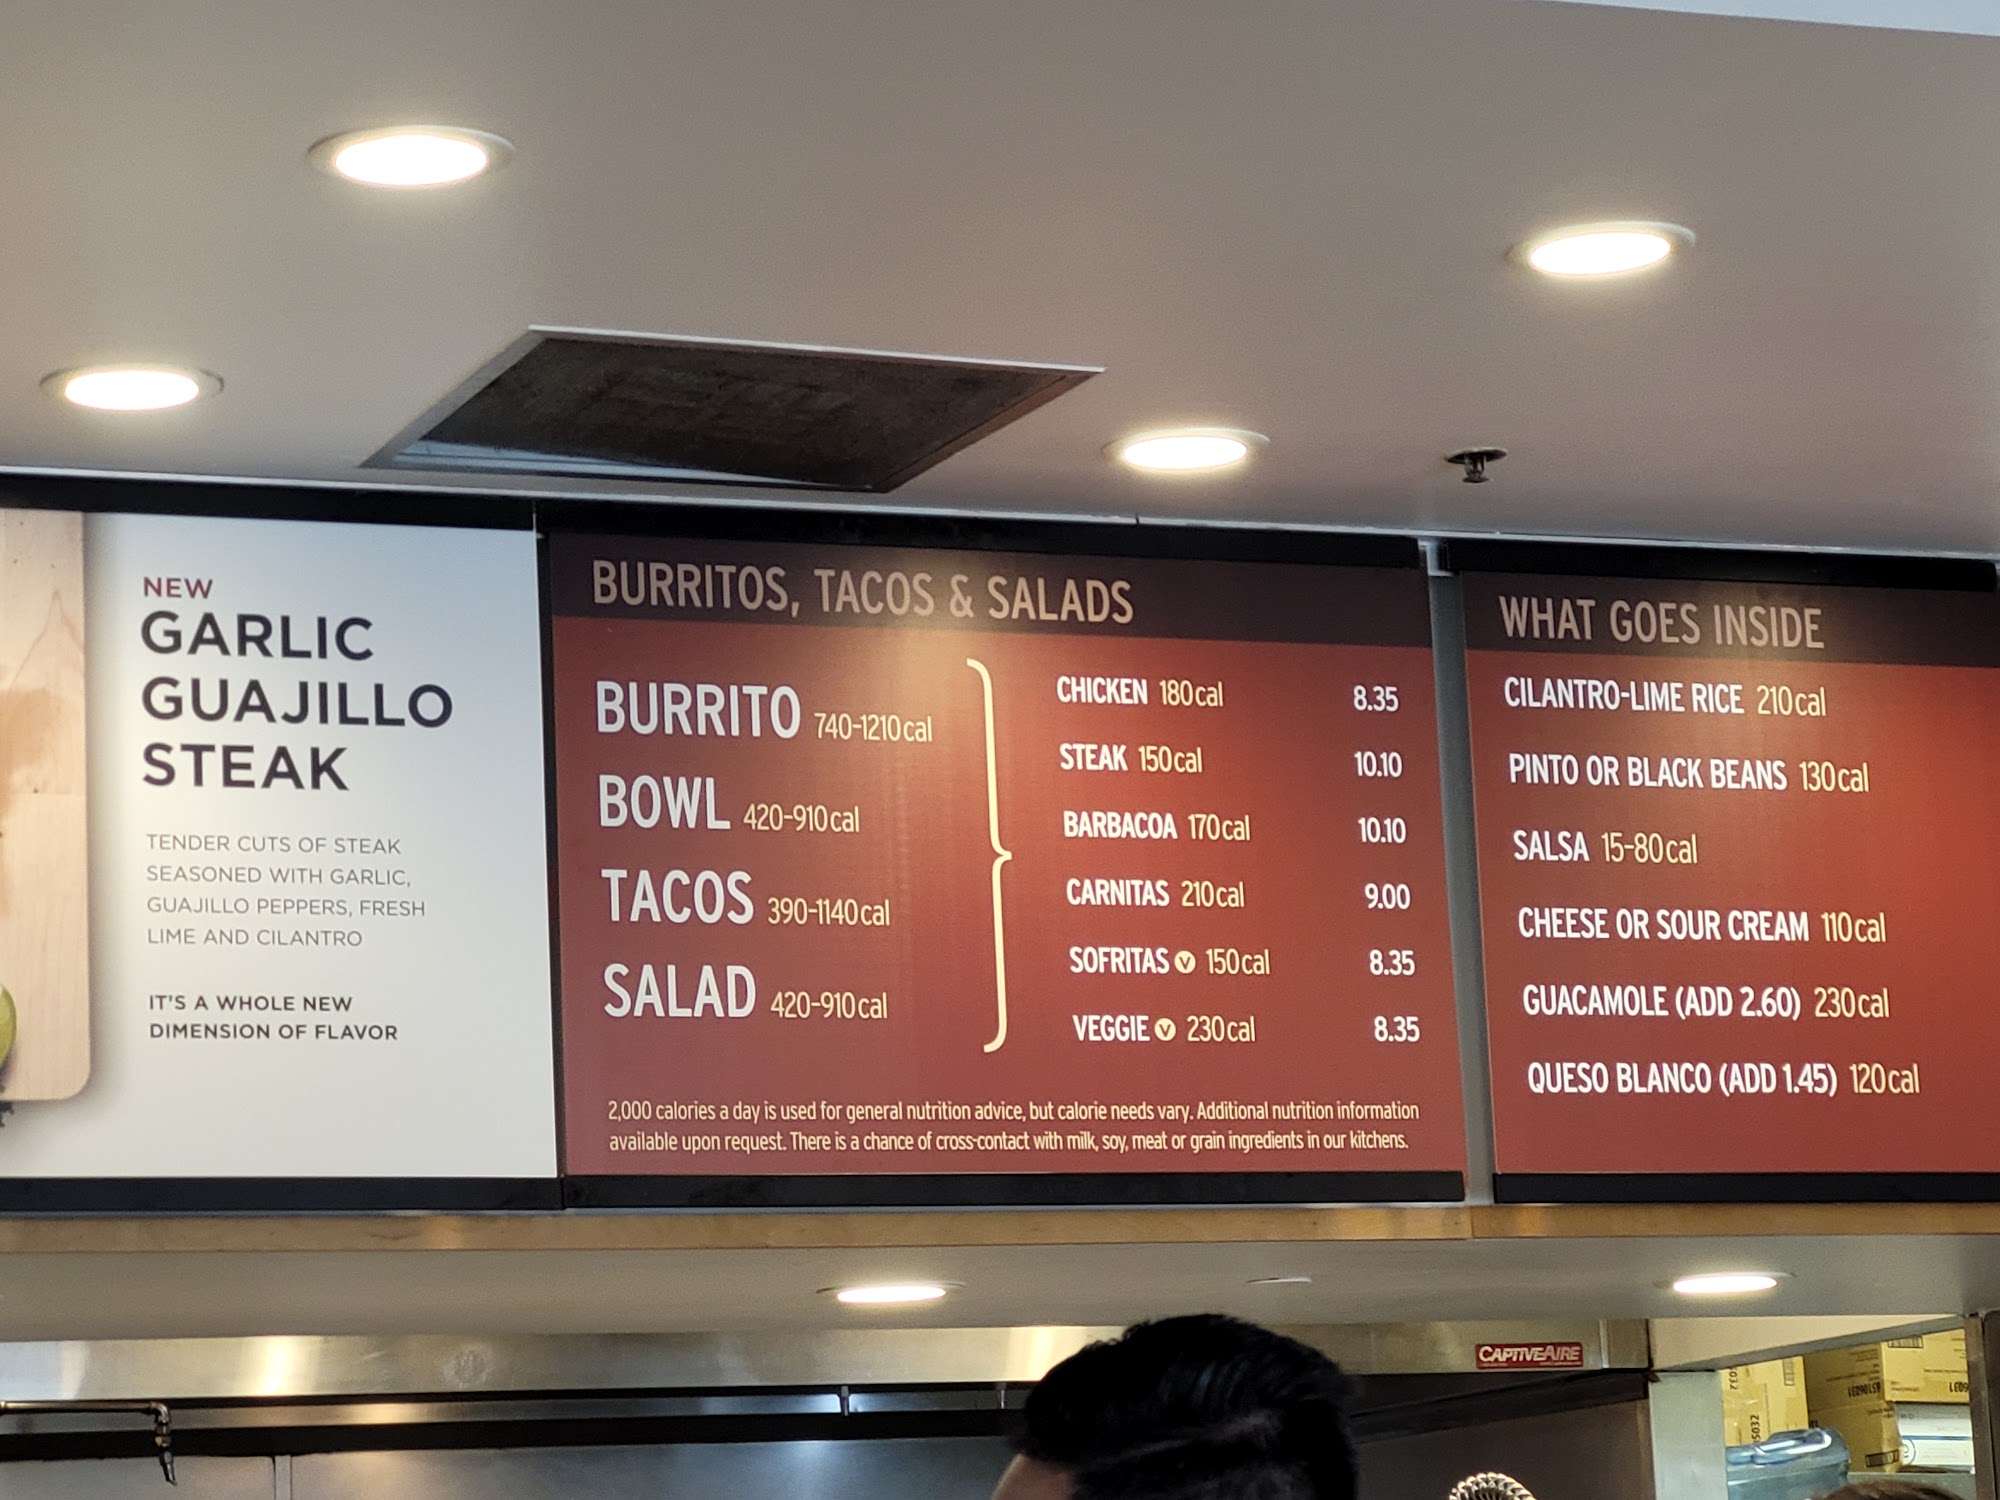 NEW
GARLIC
GUAJILLO
STEAK
TENDER CUTS OF STEAK
SEASONED WITH GARLIC,
GUAJILLO PEPPERS, FRESH
LIME AND CILANTRO
IT'S A WHOLE NEW
DIMENSION OF FLAVOR
BURRITOS, TACOS & SALADS
BURRITO 740-1210cal
BOWL 420-910cal
TACOS 390-1140cal
SALAD 420-910cal
CHICKEN 180cal 8.35
STEAK 150cal 10.10
BARBACOA 170cal 10.10
CARNITAS 210cal 9.00
SOFRITAS V 150cal 8.35
VEGGIE V 230cal 8.35
2,000 calories a day is used for general nutrition advice, but calorie needs vary. Additional nutrition information
available upon request. There is a chance of cross-contact with milk, soy, meat or grain ingredients in our kitchens.
WHAT GOES INSIDE
CILANTRO-LIME RICE 210cal
PINTO OR BLACK BEANS 130cal
SALSA 15-80cal
CHEESE OR SOUR CREAM 110cal
GUACAMOLE (ADD 2.60) 230cal
QUESO BLANCO (ADD 1.45) 120cal
CAPTIVEAIRE